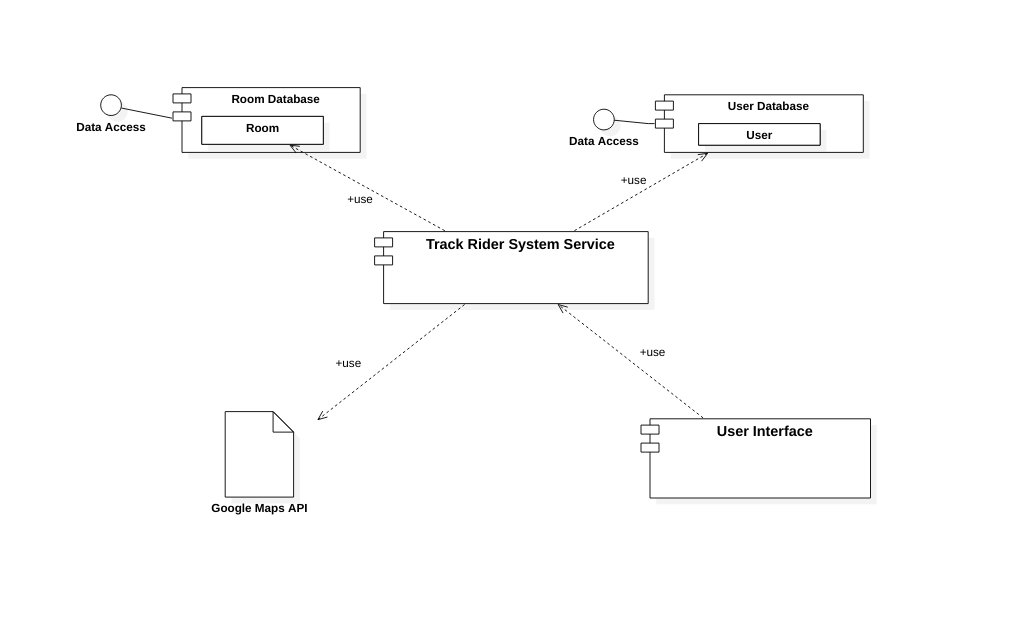 Room Database
Room
Data Access
User Database
User
Data Access
+use
+use
Track Rider System Service
+use
+use
User Interface
Google Maps API